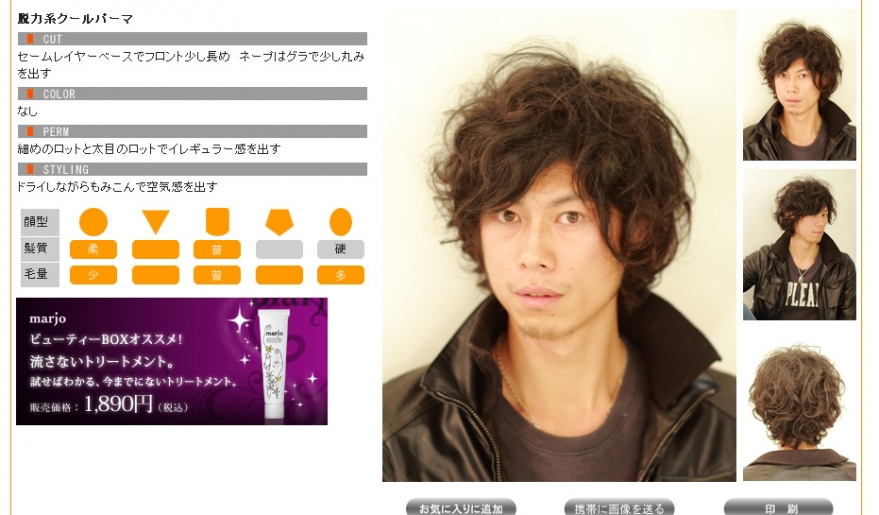 脱力系クールパーマ
CUT
セームレイヤーベースでフロント少し長め　ネープはグラで少し丸み
を出す
COLOR
なし
PERM
細めのロットと太目のロットでイレギュラー感を出す
STYLING
ドライしながらもみこんで空気感を出す
顔型
髪質 柔 普 硬
毛量 少 普 多
marjo
ビューティーBOXオススメ!
流さないトリートメント。
試せばわかる、今までにないトリートメント。
販売価格：1,890円（税込）
marjo
PLEA
お気に入りに追加 携帯に画像を送る 印 刷